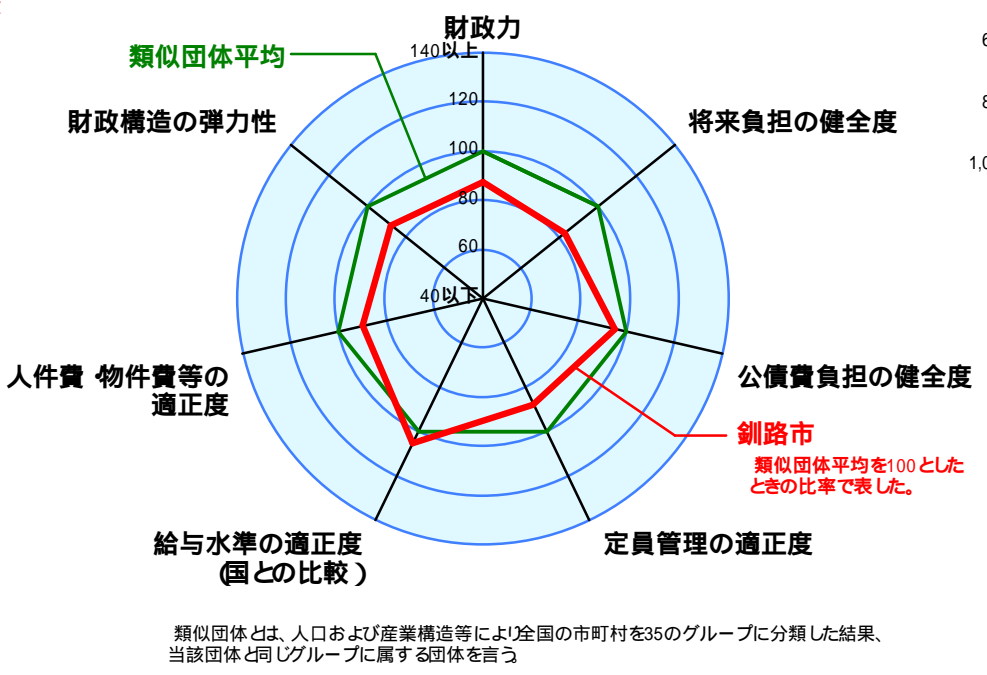 財政力
類似団体平均
140以上
120
100
80
60
40以下
財政構造の弾力性
将来負担の健全度
人件費・物件費等の
適正度
公債費負担の健全度
釧路市
類似団体平均を100とした
ときの比率で表した。
給与水準の適正度
(国との比較)
定員管理の適正度
類似団体とは、人口および産業構造等により全国の市町村を35のグループに分類した結果、
当該団体と同じグループに属する団体を言う